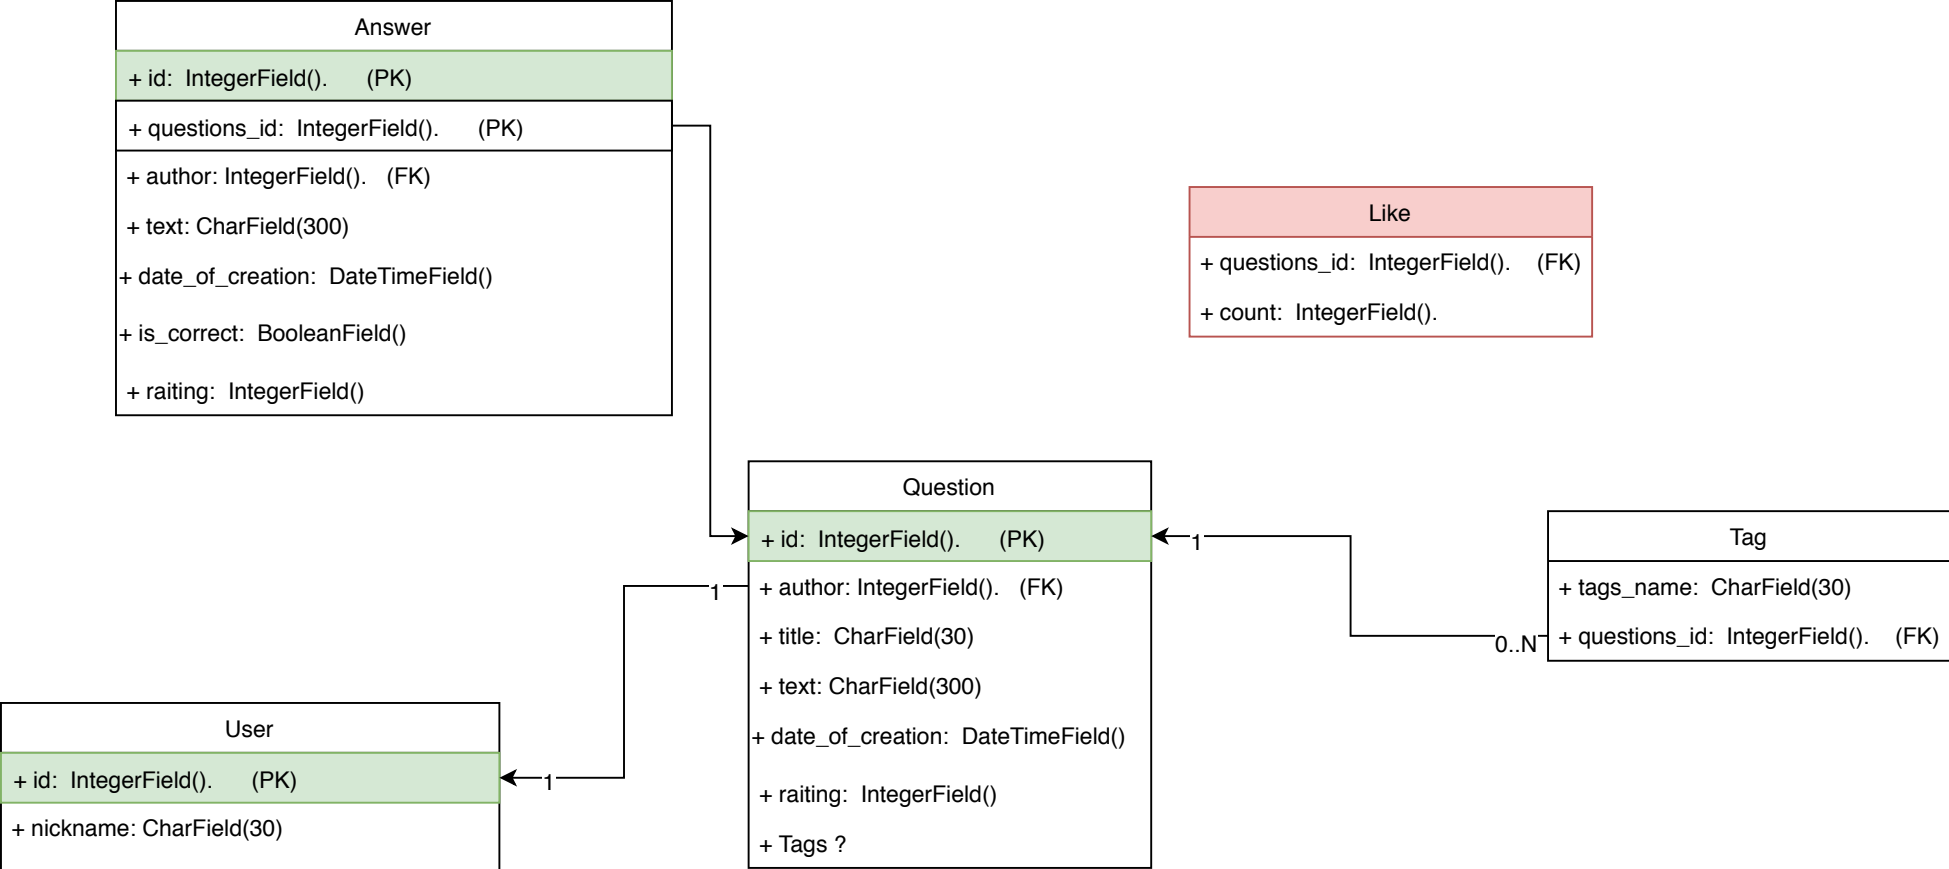 Answer
+ id:  IntegerField().      (PK)
+ questions_id:  IntegerField().      (PK)
+ author: IntegerField().   (FK)
+ text: CharField(300)
+ date_of_creation:  DateTimeField()
+ is_correct:  BooleanField()
+ raiting:  IntegerField()
Like
+ questions_id:  IntegerField().    (FK)
+ count:  IntegerField().
Question
+ id:  IntegerField().      (PK)
+ author: IntegerField().   (FK)
+ title:  CharField(30)
+ text: CharField(300)
+ date_of_creation:  DateTimeField()
+ raiting:  IntegerField()
+ Tags ?
1
0..N
Tag
+ tags_name:  CharField(30)
+ questions_id:  IntegerField().    (FK)
1
1
User
+ id:  IntegerField().      (PK)
+ nickname: CharField(30)